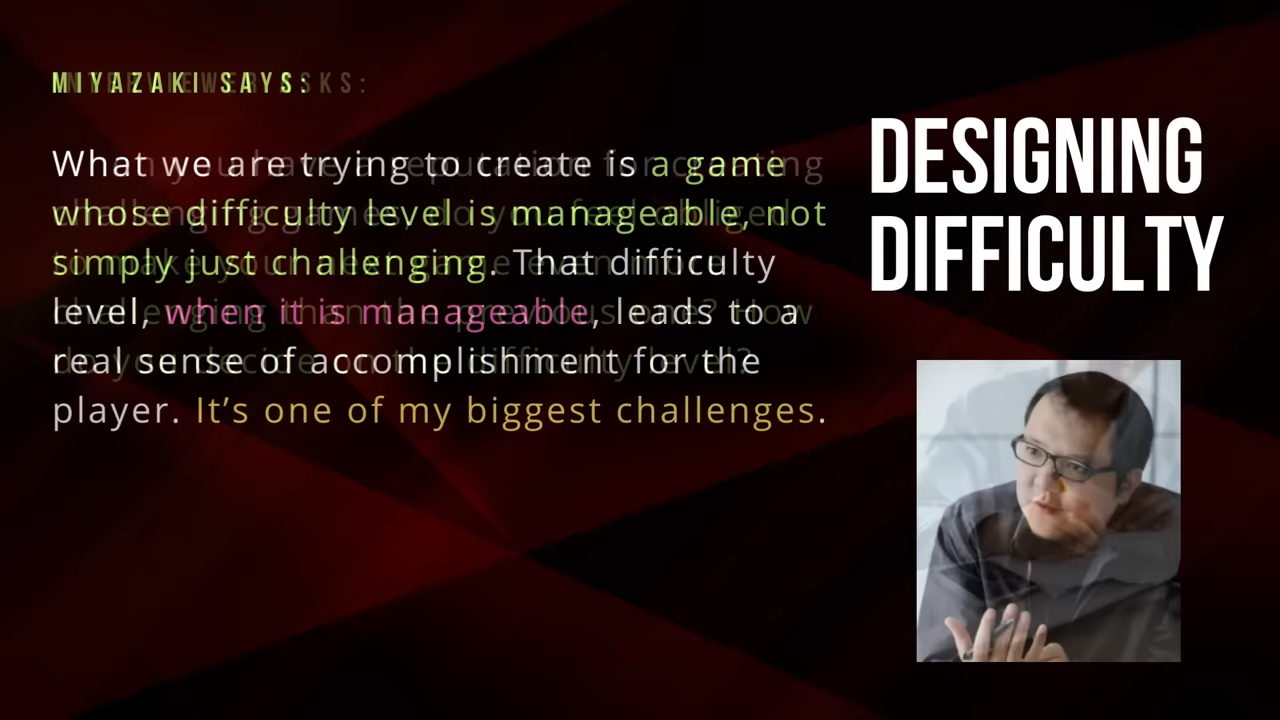 MIYAZAKI SAYS:
What we are trying to create is a game
whose difficulty level is manageable, not
simply just challenging. That difficulty
level, when it is manageable, leads to a
real sense of accomplishment for the
player. It’s one of my biggest challenges.
DESIGNING
DIFFICULTY